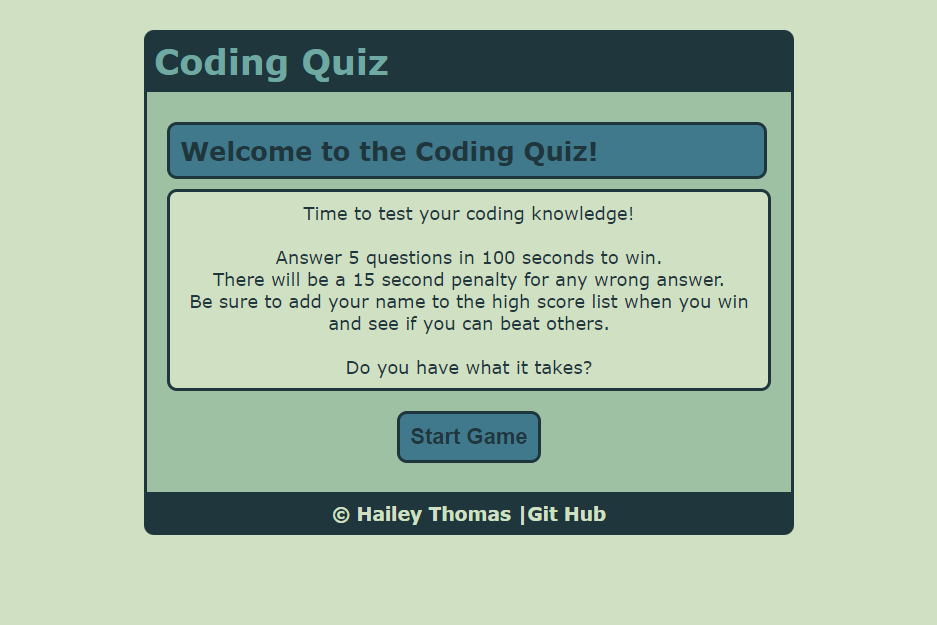 Coding Quiz
Welcome to the Coding Quiz!
Time to test your coding knowledge!
Answer 5 questions in 100 seconds to win.
There will be a 15 second penalty for any wrong answer.
Be sure to add your name to the high score list when you win
and see if you can beat others.
Do you have what it takes?
Start Game
© Hailey Thomas |Git Hub